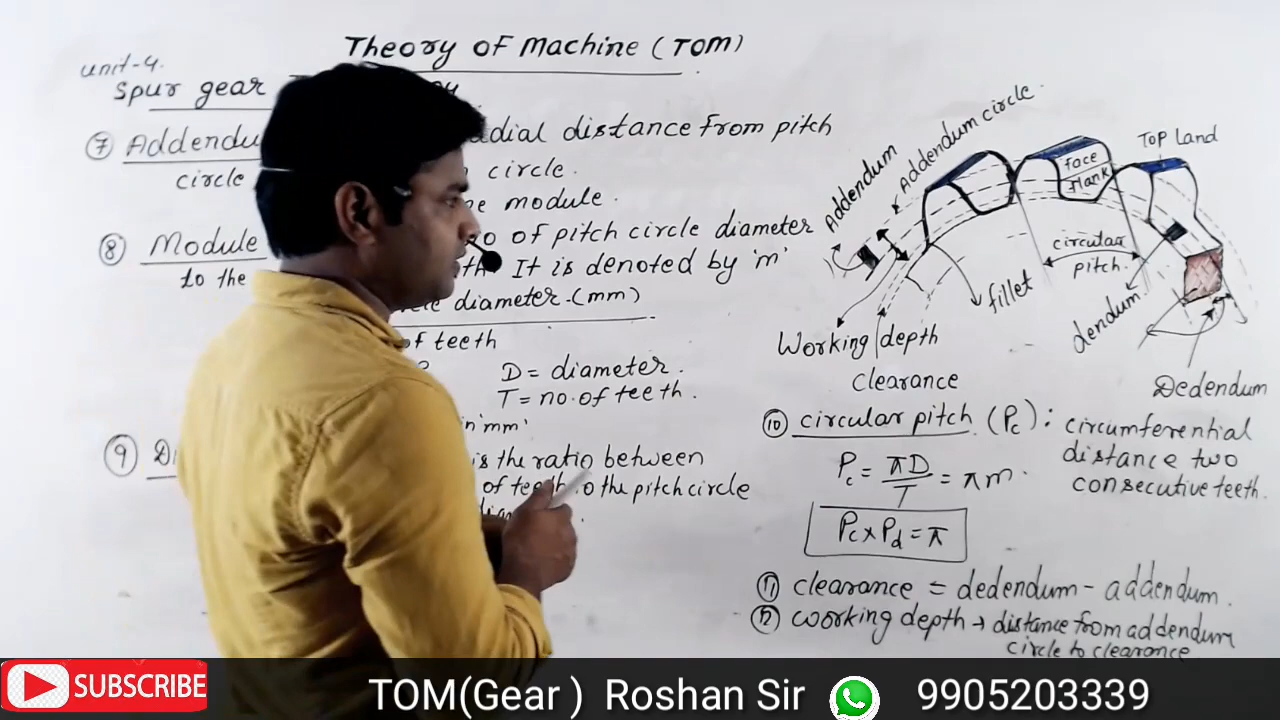 Theory of Machine (TOM)
unit-4.
Spur gear
⑦ Addendu
dial distance from pitch
circle
circle.
he module.
⑧ Module
io of pitch circle diameter
to the
It is denoted by 'm'
cle diameter.(mm)
of teeth
D = diameter.
T = no. of teeth.
in 'mm'
⑨ Di
is the ratio between
of teeth to the pitch circle
dia
Addendum
Addendum circle.
face
flank
Top Land
circular
pitch.
fillet
dendum
Working depth
clearance
Dedendum
⑩ circular pitch (Pc): circumferential
distance two
consecutive teeth.
Pc = πD/T = πm.
Pc x Pd = π
⑪ clearance = dedendum - addendum.
⑫ working depth → distance from addendum
circle to clearance.
SUBSCRIBE
TOM(Gear ) Roshan Sir 9905203339